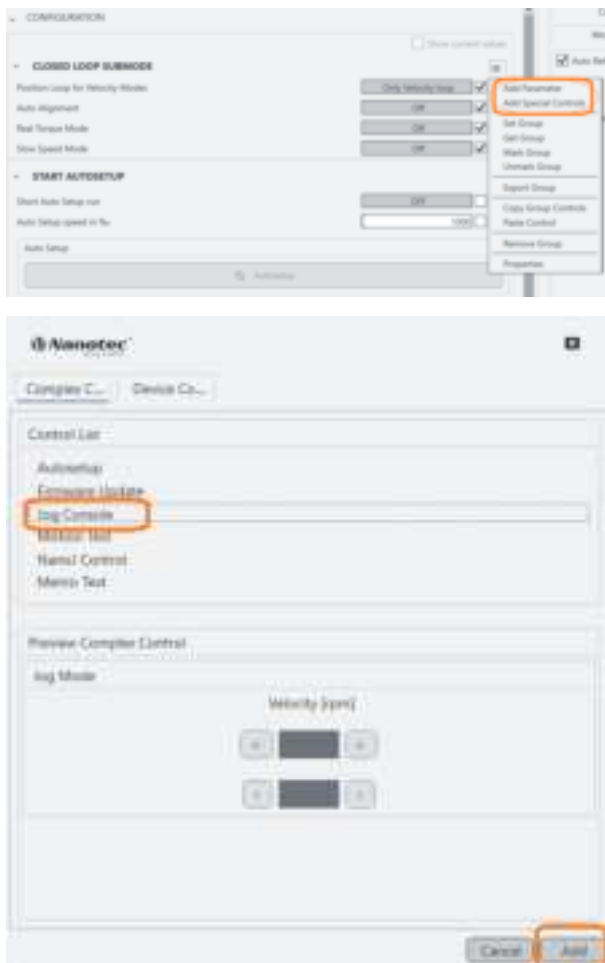 CONFIGURATION
Show current values
CLOSED LOOP SUBMODE
Position Loop for Velocity Modes Only Velocity loop
Auto Alignment Off
Real Torque Mode Off
Slow Speed Mode Off
START AUTOSETUP
Short Auto Setup run OFF
Auto Setup speed in ‰ 1000
Auto Setup
Autosetup
Add Parameter
Add Special Controls
Set Group
Get Group
Mark Group
Unmark Group
Export Group
Copy Group Controls
Paste Control
Remove Group
Properties
Auto Ref
Nanotec
Complex C... Device Co...
Control List
Autosetup
Firmware Update
Jog Console
Motion Test
NamsJ Control
Memo Text
Preview Complex Control
Jog Mode
Velocity [rpm]
Cancel Add